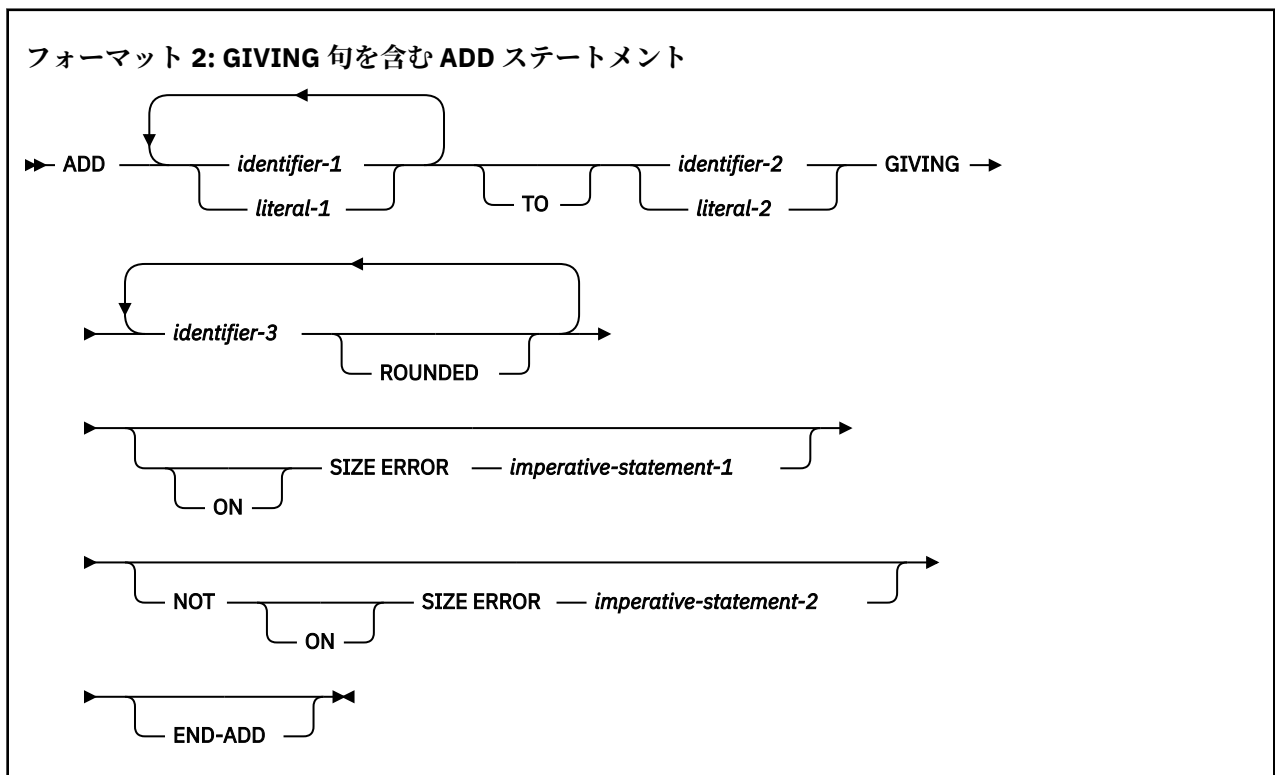 フォーマット 2: GIVING 句を含む ADD ステートメント
ADD identifier-1 TO identifier-2 GIVING
literal-1 literal-2
identifier-3
ROUNDED
SIZE ERROR imperative-statement-1
ON
NOT SIZE ERROR imperative-statement-2
ON
END-ADD